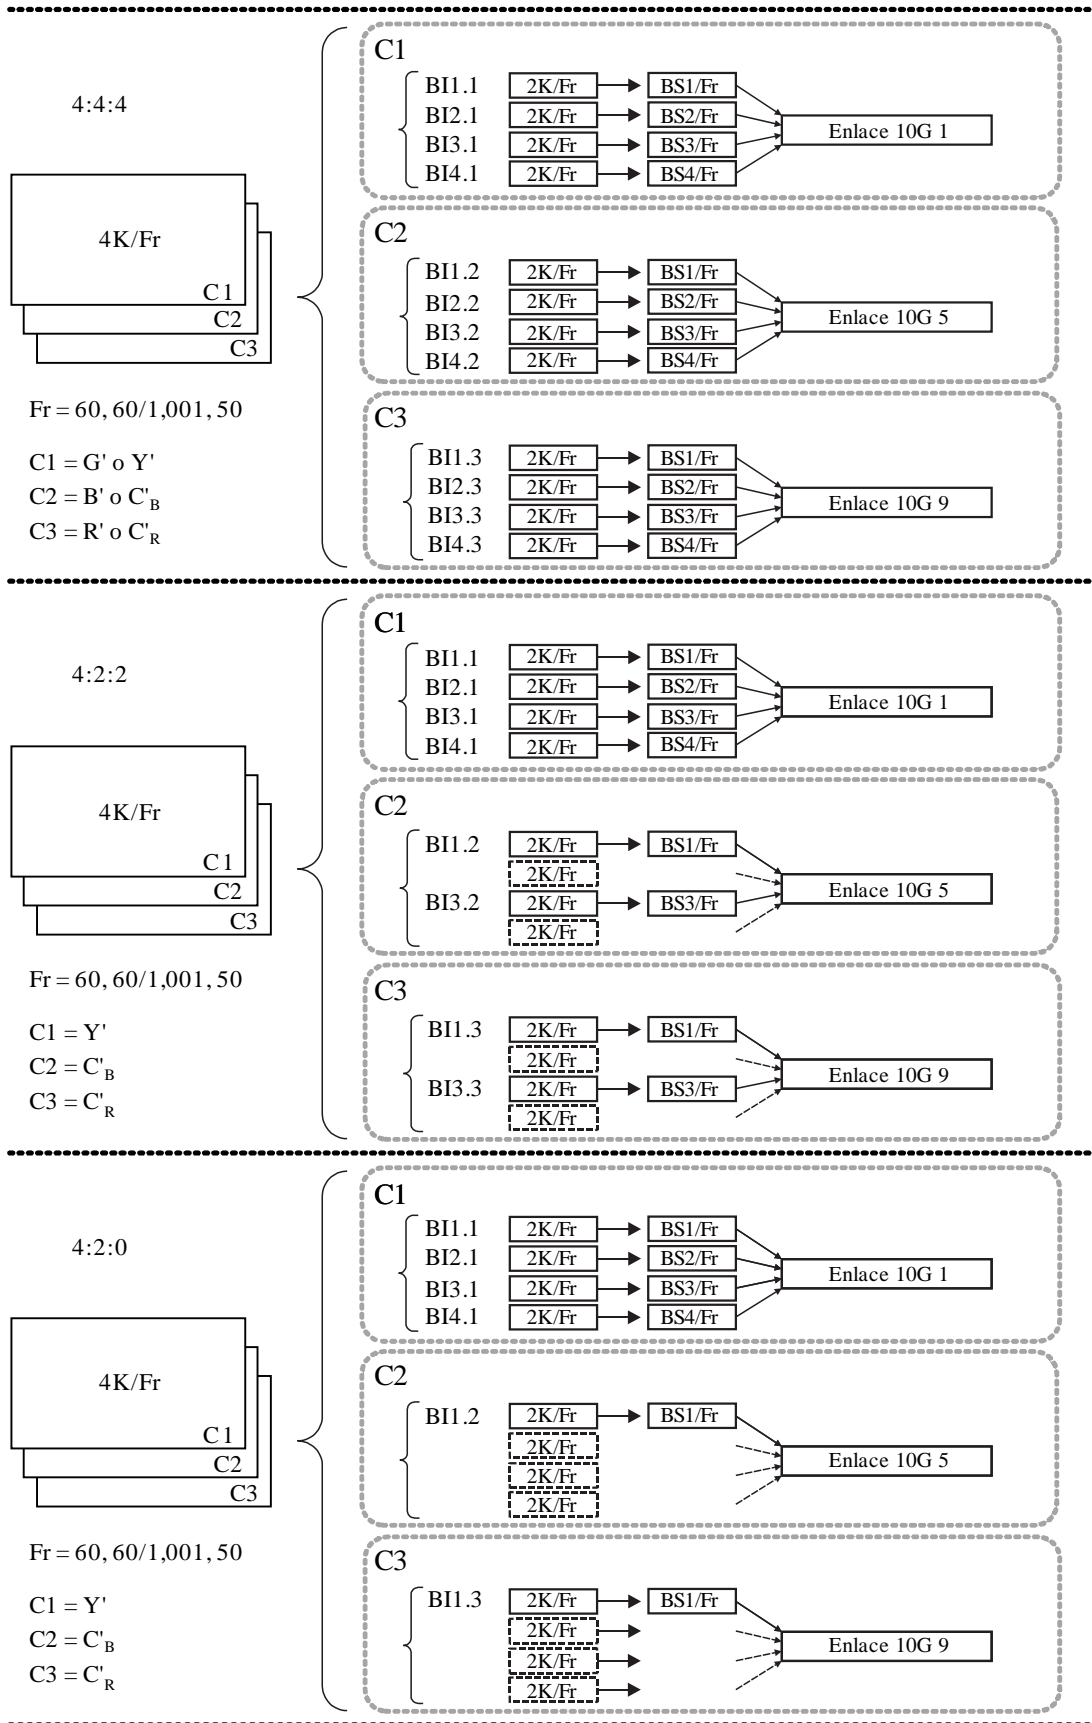 4:4:4
4K/Fr
C1
C2
C3
Fr = 60, 60/1,001, 50
C1 = G' o Y'
C2 = B' o C'B
C3 = R' o C'R
C1
BI1.1 2K/Fr BS1/Fr
BI2.1 2K/Fr BS2/Fr
BI3.1 2K/Fr BS3/Fr
BI4.1 2K/Fr BS4/Fr
Enlace 10G 1
C2
BI1.2 2K/Fr BS1/Fr
BI2.2 2K/Fr BS2/Fr
BI3.2 2K/Fr BS3/Fr
BI4.2 2K/Fr BS4/Fr
Enlace 10G 5
C3
BI1.3 2K/Fr BS1/Fr
BI2.3 2K/Fr BS2/Fr
BI3.3 2K/Fr BS3/Fr
BI4.3 2K/Fr BS4/Fr
Enlace 10G 9
4:2:2
4K/Fr
C1
C2
C3
Fr = 60, 60/1,001, 50
C1 = Y'
C2 = C'B
C3 = C'R
C1
BI1.1 2K/Fr BS1/Fr
BI2.1 2K/Fr BS2/Fr
BI3.1 2K/Fr BS3/Fr
BI4.1 2K/Fr BS4/Fr
Enlace 10G 1
C2
BI1.2 2K/Fr BS1/Fr
2K/Fr
BI3.2 2K/Fr BS3/Fr
2K/Fr
Enlace 10G 5
C3
BI1.3 2K/Fr BS1/Fr
2K/Fr
BI3.3 2K/Fr BS3/Fr
2K/Fr
Enlace 10G 9
4:2:0
4K/Fr
C1
C2
C3
Fr = 60, 60/1,001, 50
C1 = Y'
C2 = C'B
C3 = C'R
C1
BI1.1 2K/Fr BS1/Fr
BI2.1 2K/Fr BS2/Fr
BI3.1 2K/Fr BS3/Fr
BI4.1 2K/Fr BS4/Fr
Enlace 10G 1
C2
BI1.2 2K/Fr BS1/Fr
2K/Fr
2K/Fr
2K/Fr
Enlace 10G 5
C3
BI1.3 2K/Fr BS1/Fr
2K/Fr
2K/Fr
2K/Fr
Enlace 10G 9